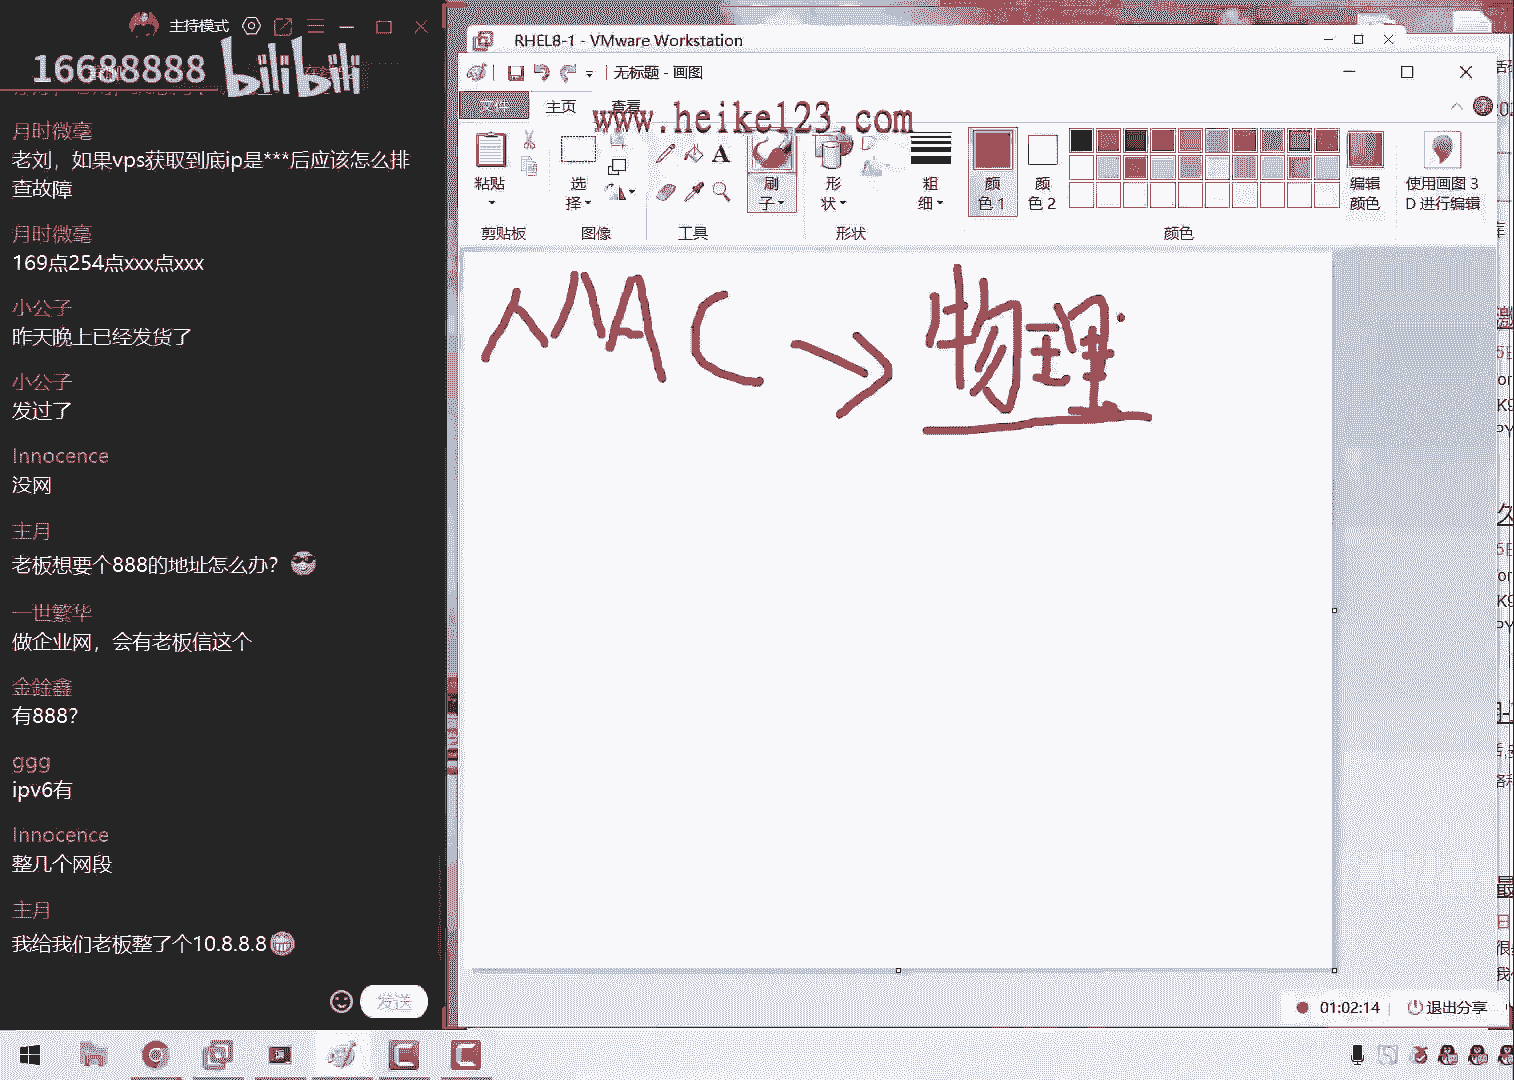 主持模式
16688888 bilibili
月时微毫
老刘，如果vps获取到底ip是***后应该怎么排
查故障
月时微毫
169点254点xxx点xxx
小公子
昨天晚上已经发货了
小公子
发过了
Innocence
没网
主月
老板想要个888的地址怎么办？
一世繁华
做企业网，会有老板信这个
金銓鑫
有888？
ggg
ipv6有
Innocence
整几个网段
主月
我给我们老板整了个10.8.8.8
发送
RHEL8-1 - VMware Workstation
无标题 - 画图
文件 主页 查看
www.heike123.com
粘贴
选
择
A
刷
子
形
状
粗
细
颜
色 1
颜
色 2
编辑
颜色
使用画图 3
D 进行编辑
剪贴板 图像 工具 形状 颜色
MAC → 物理
01:02:14 退出分享